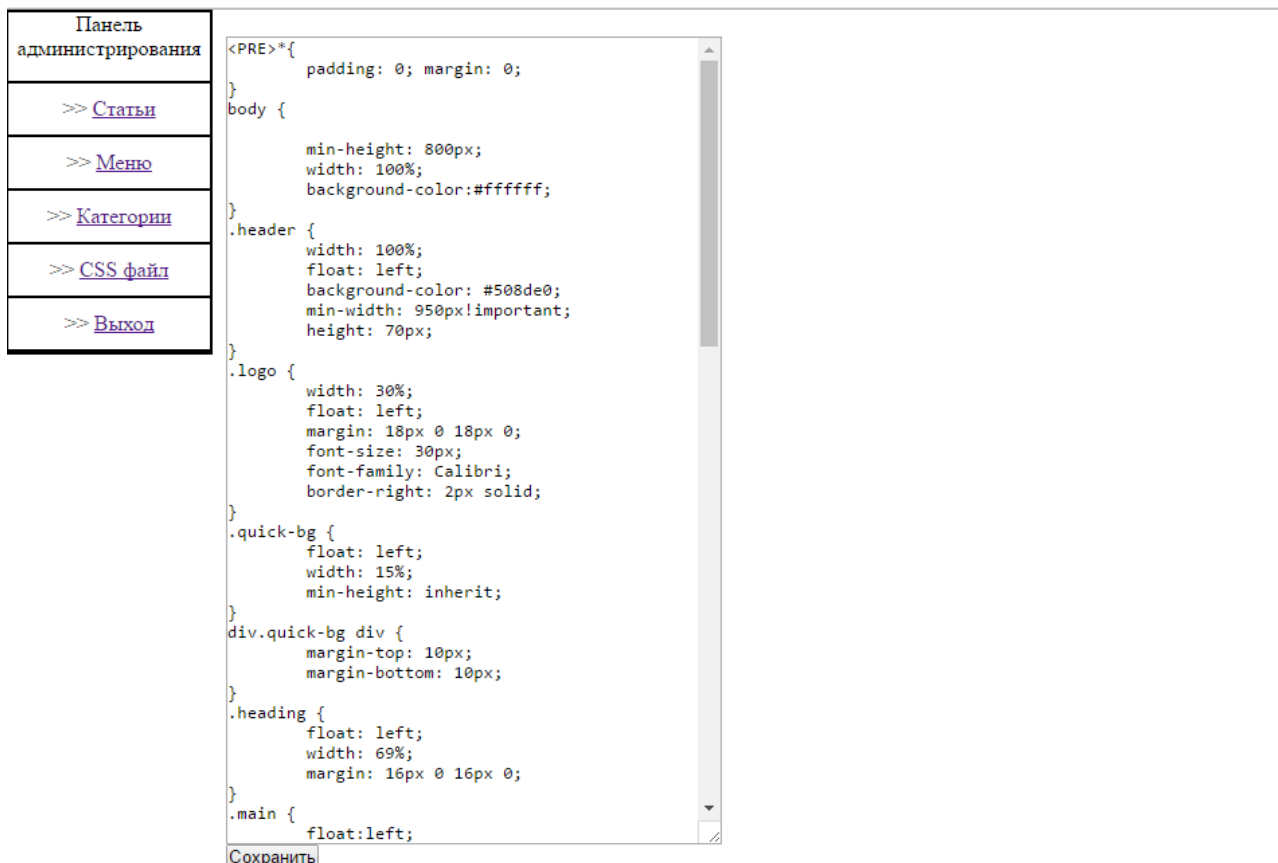 Панель
администрирования
>> Статьи
>> Меню
>> Категории
>> CSS файл
>> Выход
<PRE>*{
padding: 0; margin: 0;
}
body {
min-height: 800px;
width: 100%;
background-color:#ffffff;
}
.header {
width: 100%;
float: left;
background-color: #508de0;
min-width: 950px!important;
height: 70px;
}
.logo {
width: 30%;
float: left;
margin: 18px 0 18px 0;
font-size: 30px;
font-family: Calibri;
border-right: 2px solid;
}
.quick-bg {
float: left;
width: 15%;
min-height: inherit;
}
div.quick-bg div {
margin-top: 10px;
margin-bottom: 10px;
}
.heading {
float: left;
width: 69%;
margin: 16px 0 16px 0;
}
.main {
float:left;
Сохранить